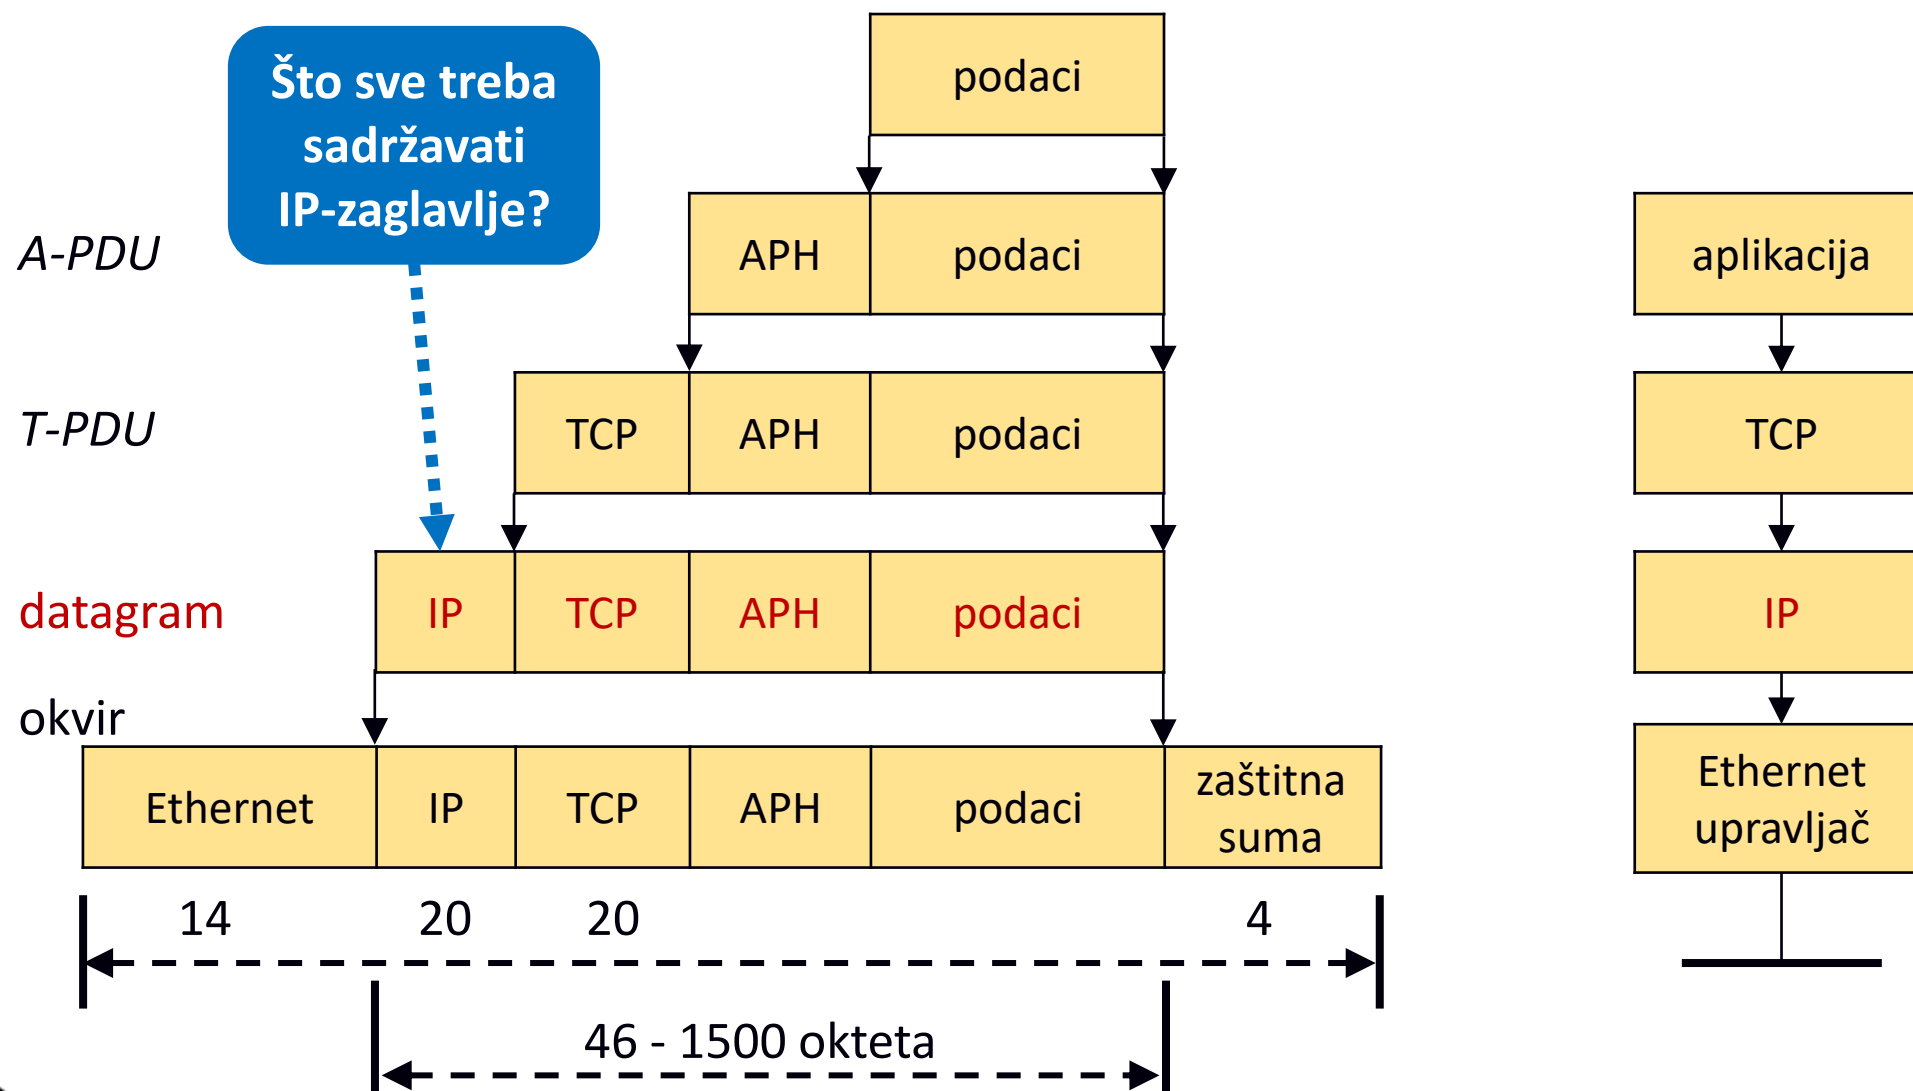 Što sve treba
sadržavati
IP-zaglavlje?
podaci
A-PDU
APH
podaci
aplikacija
T-PDU
TCP
APH
podaci
TCP
datagram
IP
TCP
APH
podaci
IP
okvir
Ethernet
IP
TCP
APH
podaci
zaštitna
suma
Ethernet
upravljač
14
20
20
4
46 - 1500 okteta